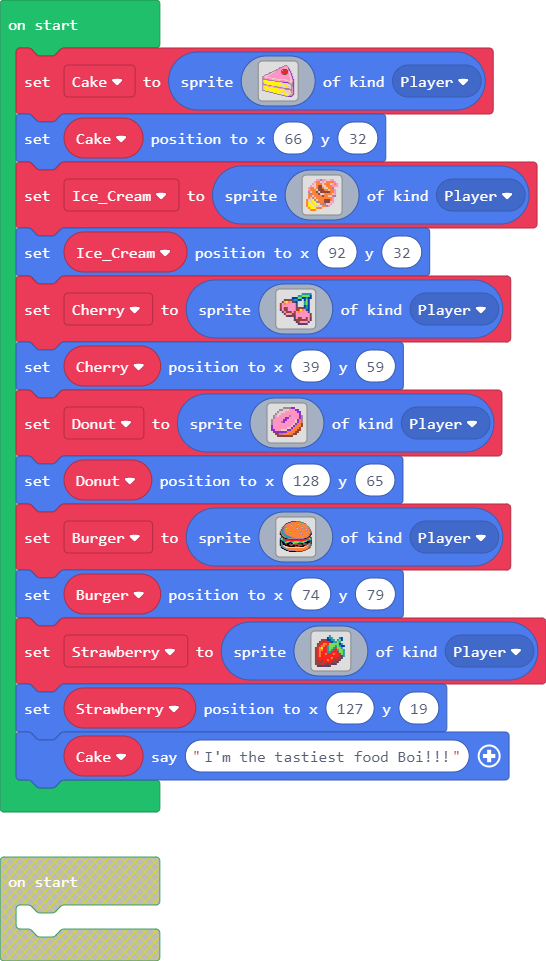 on start
set Cake to sprite of kind Player
set Cake position to x 66 y 32
set Ice_Cream to sprite of kind Player
set Ice_Cream position to x 92 y 32
set Cherry to sprite of kind Player
set Cherry position to x 39 y 59
set Donut to sprite of kind Player
set Donut position to x 128 y 65
set Burger to sprite of kind Player
set Burger position to x 74 y 79
set Strawberry to sprite of kind Player
set Strawberry position to x 127 y 19
Cake say "I'm the tastiest food Boi!!!"
on start